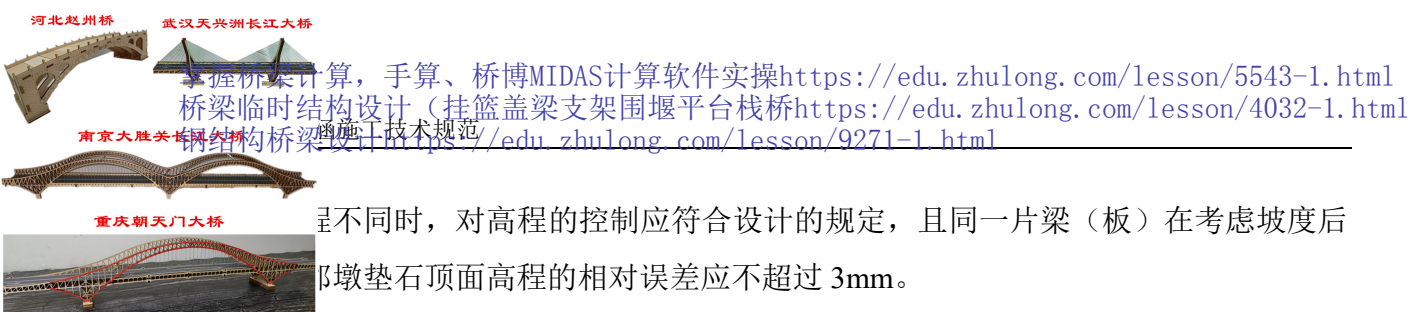 河北赵州桥
武汉天兴洲长江大桥
掌握桥梁计算，手算、桥博MIDAS计算软件实操https://edu.zhulong.com/lesson/5543-1.html
桥梁临时结构设计（挂篮盖梁支架围堰平台栈桥https://edu.zhulong.com/lesson/4032-1.html
涵施工技术规范
南京大胜关长江大桥
钢结构桥梁设计https://edu.zhulong.com/lesson/9271-1.html
重庆朝天门大桥
程不同时，对高程的控制应符合设计的规定，且同一片梁（板）在考虑坡度后
墩垫石顶面高程的相对误差应不超过 3mm。